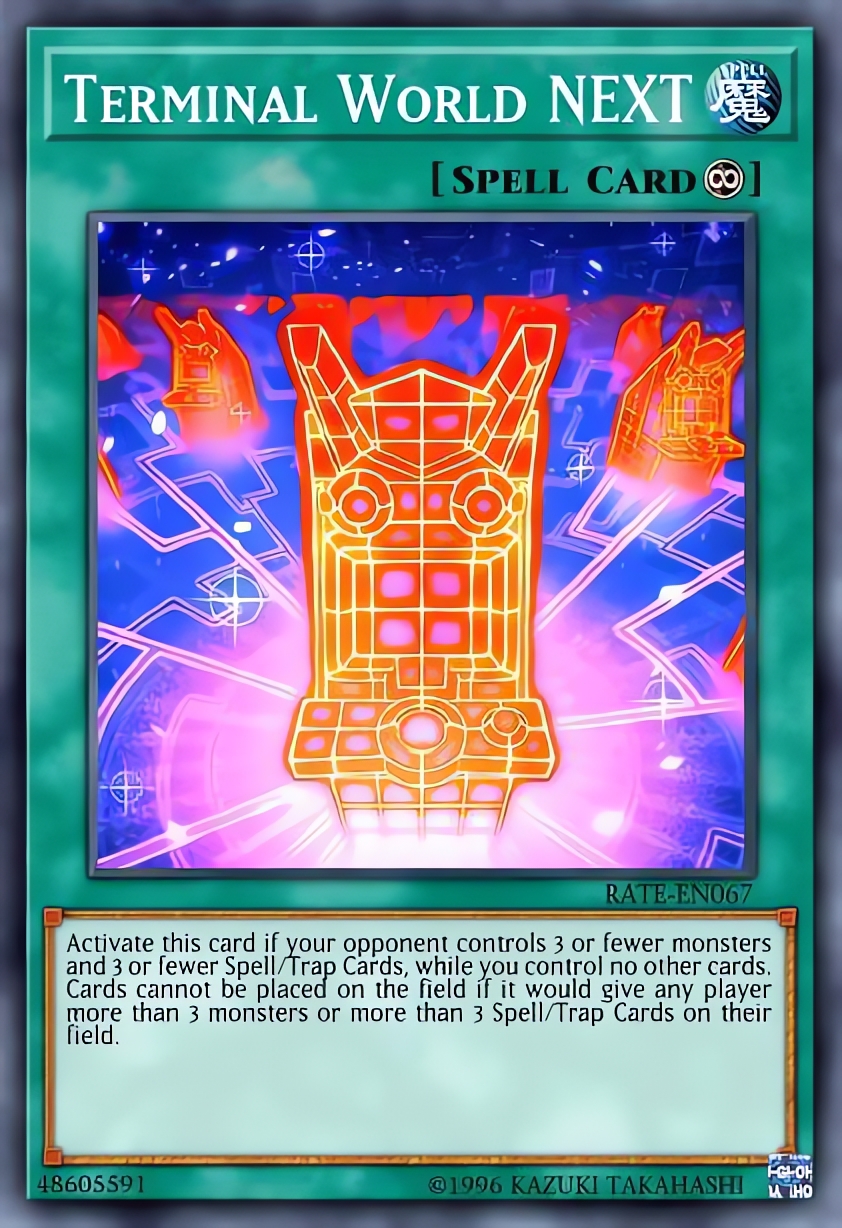 TERMINAL WORLD NEXT 魔
[SPELL CARD]
RATE-EN067
Activate this card if your opponent controls 3 or fewer monsters
and 3 or fewer Spell/Trap Cards, while you control no other cards.
Cards cannot be placed on the field if it would give any player
more than 3 monsters or more than 3 Spell/Trap Cards on their
field.
48605591
©1996 KAZUKI TAKAHASHI